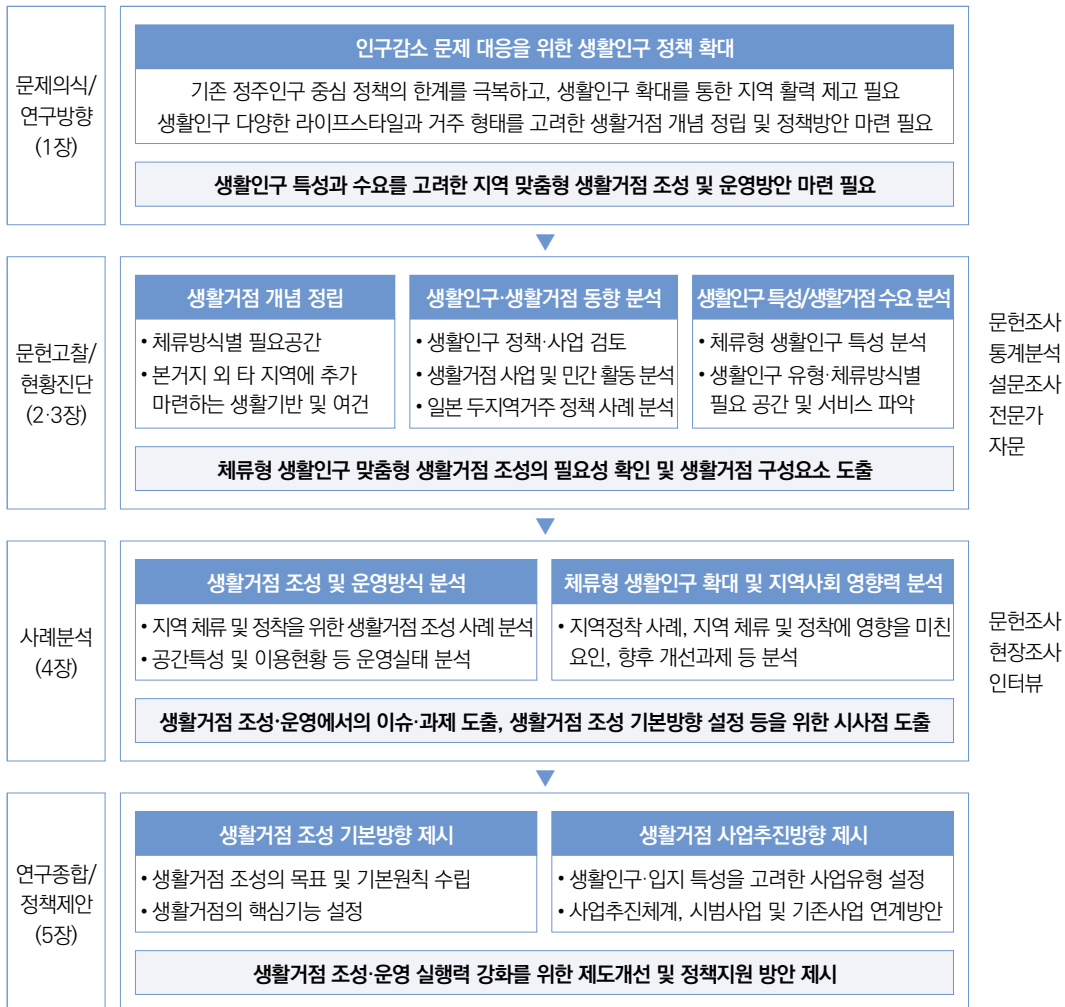 문제의식/
연구방향
(1장)
인구감소 문제 대응을 위한 생활인구 정책 확대
기존 정주인구 중심 정책의 한계를 극복하고, 생활인구 확대를 통한 지역 활력 제고 필요
생활인구 다양한 라이프스타일과 거주 형태를 고려한 생활거점 개념 정립 및 정책방안 마련 필요
생활인구 특성과 수요를 고려한 지역 맞춤형 생활거점 조성 및 운영방안 마련 필요
▼
문헌고찰/
현황진단
(2·3장)
생활거점 개념 정립
• 체류방식별 필요공간
• 본거지 외 타 지역에 추가
마련하는 생활기반 및 여건
생활인구·생활거점 동향 분석
• 생활인구 정책·사업 검토
• 생활거점 사업 및 민간 활동 분석
• 일본 두지역거주 정책 사례 분석
생활인구 특성/생활거점 수요 분석
• 체류형 생활인구 특성 분석
• 생활인구 유형·체류방식별
필요 공간 및 서비스 파악
체류형 생활인구 맞춤형 생활거점 조성의 필요성 확인 및 생활거점 구성요소 도출
문헌조사
통계분석
설문조사
전문가
자문
▼
사례분석
(4장)
생활거점 조성 및 운영방식 분석
• 지역 체류 및 정착을 위한 생활거점 조성 사례 분석
• 공간특성 및 이용현황 등 운영실태 분석
체류형 생활인구 확대 및 지역사회 영향력 분석
• 지역정착 사례, 지역 체류 및 정착에 영향을 미친
요인, 향후 개선과제 등 분석
생활거점 조성·운영에서의 이슈·과제 도출, 생활거점 조성 기본방향 설정 등을 위한 시사점 도출
문헌조사
현장조사
인터뷰
▼
연구종합/
정책제안
(5장)
생활거점 조성 기본방향 제시
• 생활거점 조성의 목표 및 기본원칙 수립
• 생활거점의 핵심기능 설정
생활거점 사업추진방향 제시
• 생활인구·입지 특성을 고려한 사업유형 설정
• 사업추진체계, 시범사업 및 기존사업 연계방안
생활거점 조성·운영 실행력 강화를 위한 제도개선 및 정책지원 방안 제시